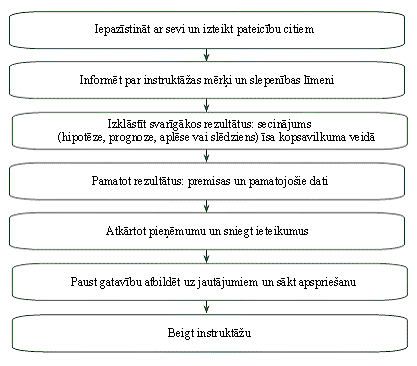 Iepazīstināt ar sevi un izteikt pateicību citiem
Informēt par instruktāžas mērķi un slepenības līmeni
Izklāstīt svarīgākos rezultātus: secinājums
(hipotēze, prognoze, aplēse vai slēdziens) īsa kopsavilkuma veidā
Pamatot rezultātus: premisas un pamatojošie dati
Atkārtot pieņēmumu un sniegt ieteikumus
Paust gatavību atbildēt uz jautājumiem un sākt apspriešanu
Beigt instruktāžu